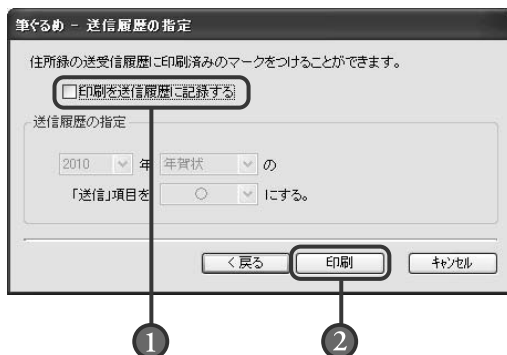 筆ぐるめ - 送信履歴の指定
住所録の送受信履歴に印刷済みのマークをつけることができます。
印刷を送信履歴に記録する
送信履歴の指定
2010 年 年賀状 の
「送信」項目を ○ にする。
< 戻る 印刷 キャンセル
1 2